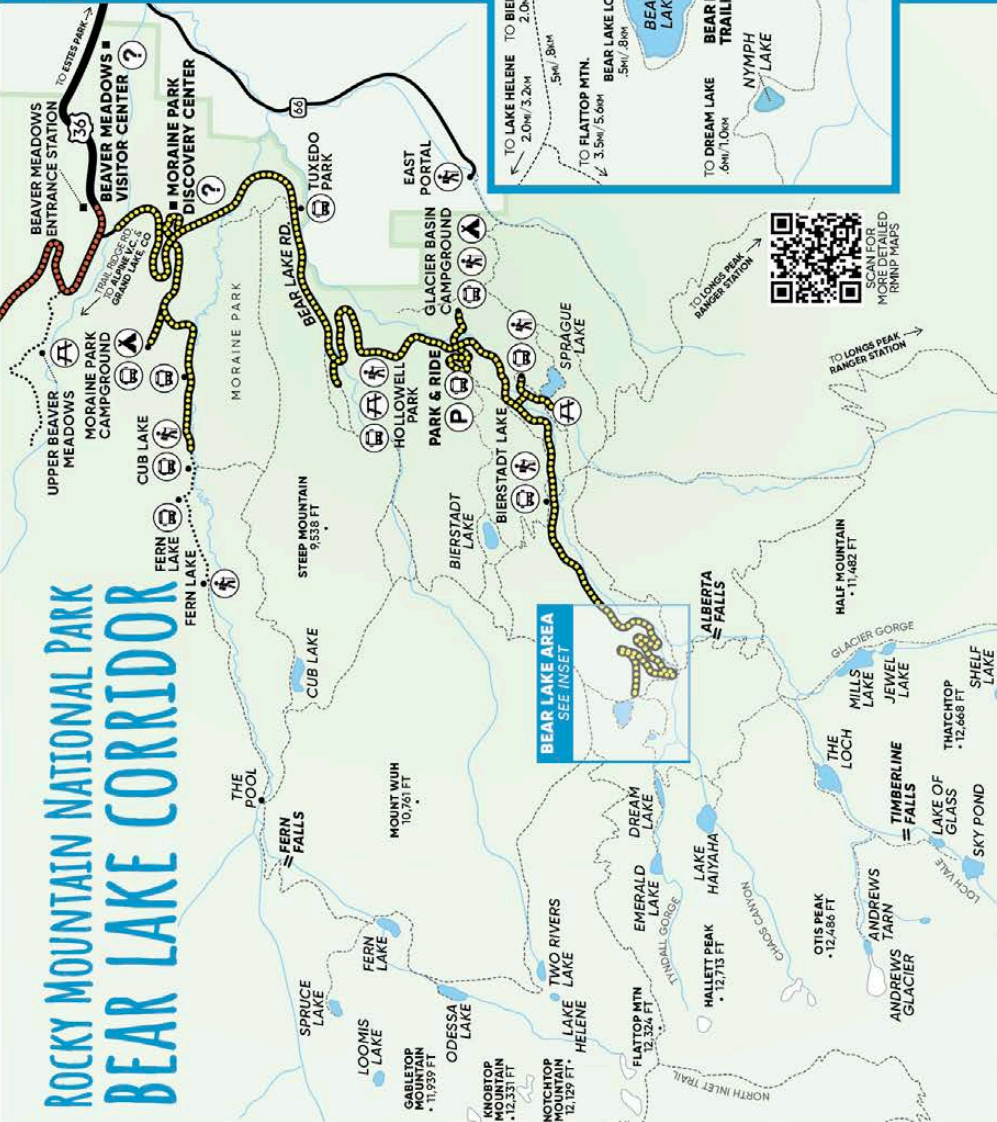 ROCKY MOUNTAIN NATIONAL PARK
BEAR LAKE CORRIDOR
TO ESTES PARK
36
BEAVER MEADOWS
ENTRANCE STATION
BEAVER MEADOWS
VISITOR CENTER
?
MORAINE PARK
DISCOVERY CENTER
?
TRAIL RIDGE RD.
TO ALPINE V.C. &
GRAND LAKE, CO
66
TUXEDO
PARK
EAST
PORTAL
UPPER BEAVER
MEADOWS
MORAINE PARK
CAMPGROUND
CUB LAKE
FERN
LAKE
FERN LAKE
MORAINE PARK
BEAR LAKE RD.
HOLLOWELL
PARK
GLACIER BASIN
CAMPGROUND
PARK & RIDE
P
SPRAGUE
LAKE
BIERSTADT LAKE
BIERSTADT
LAKE
STEEP MOUNTAIN
9,538 FT
CUB LAKE
THE
POOL
FERN
FALLS
MOUNT WUH
10,761 FT
BEAR LAKE AREA
SEE INSET
ALBERTA
FALLS
TO LONGS PEAK
RANGER STATION
TO LONGS PEAK
RANGER STATION
HALF MOUNTAIN
11,482 FT
GLACIER GORGE
MILLS
LAKE
JEWEL
LAKE
SHELF
LAKE
THATCHTOP
12,668 FT
THE
LOCH
TIMBERLINE
FALLS
LAKE OF
GLASS
SKY POND
LOCH VALE
ANDREWS
TARN
ANDREWS
GLACIER
OTIS PEAK
12,486 FT
CHAOS CANYON
LAKE
HAIYAHA
DREAM
LAKE
EMERALD
LAKE
TYNDALL GORGE
HALLETT PEAK
12,713 FT
FLATTOP MTN
12,324 FT
NORTH INLET TRAIL
TWO RIVERS
LAKE
LAKE
HELENE
NOTCHTOP
MOUNTAIN
12,129 FT
KNOBTOP
MOUNTAIN
12,331 FT
GABLETOP
MOUNTAIN
11,939 FT
ODESSA
LAKE
FERN
LAKE
SPRUCE
LAKE
LOOMIS
LAKE
TO LAKE HELENE
2.0MI/3.2KM
TO BIE
2.0
.5MI/.8KM
TO FLATTOP MTN.
3.5MI/5.6KM
BEAR LAKE LO
.5MI/.8KM
BEA
LAK
BEAR
TRAIL
NYMPH
LAKE
TO DREAM LAKE
.6MI/1.0KM
SCAN FOR
MORE DETAILED
RMNP MAPS